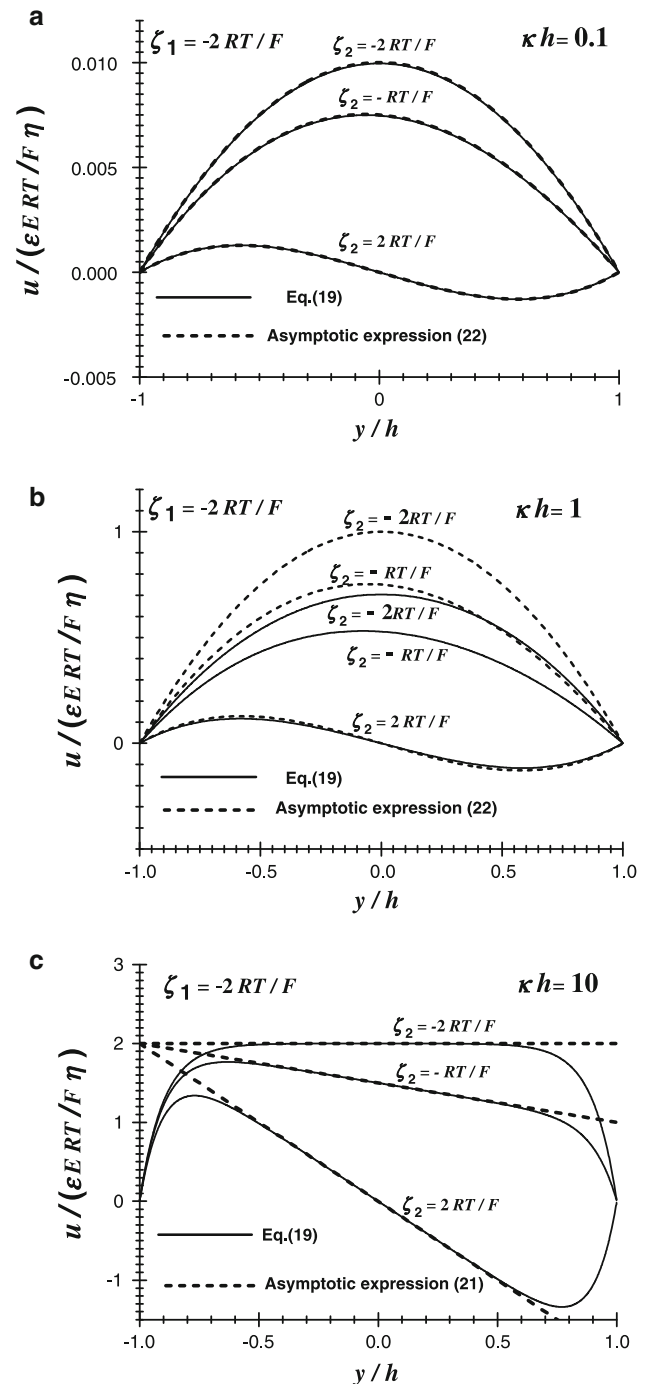 a
ζ1 = -2 RT / F
ζ2 = -2 RT / F
κ h = 0.1
ζ2 = - RT / F
ζ2 = 2 RT / F
0.010
0.005
0.000
-0.005
u / (εE RT /F η)
Eq.(19)
Asymptotic expression (22)
-1
0
1
y / h
b
ζ1 = -2 RT / F
ζ2 = - 2RT / F
κ h = 1
ζ2 = - RT / F
ζ2 = - 2RT / F
ζ2 = - RT / F
ζ2 = 2 RT / F
1
0
u / (εE RT /F η)
Eq.(19)
Asymptotic expression (22)
-1.0
-0.5
0.0
0.5
1.0
y / h
c
ζ1 = -2 RT / F
κ h = 10
ζ2 = -2 RT / F
ζ2 = - RT / F
ζ2 = 2 RT / F
3
2
1
0
-1
u / (εE RT /F η)
Eq.(19)
Asymptotic expression (21)
-1.0
-0.5
0.0
0.5
1.0
y / h